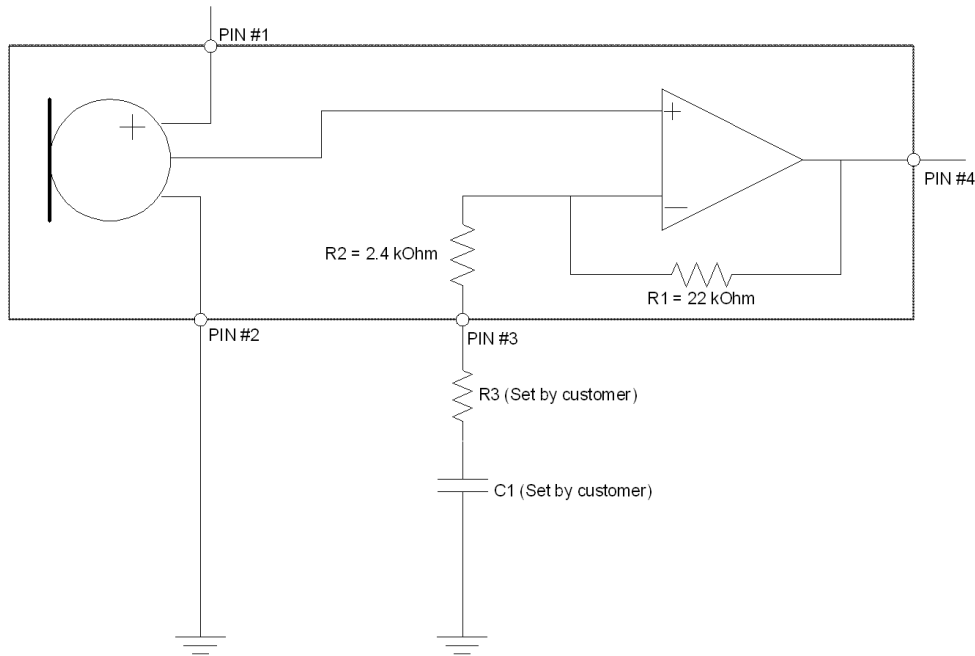 PIN #1
+
+
PIN #4
—
R2 = 2.4 kOhm
R1 = 22 kOhm
PIN #2
PIN #3
R3 (Set by customer)
C1 (Set by customer)